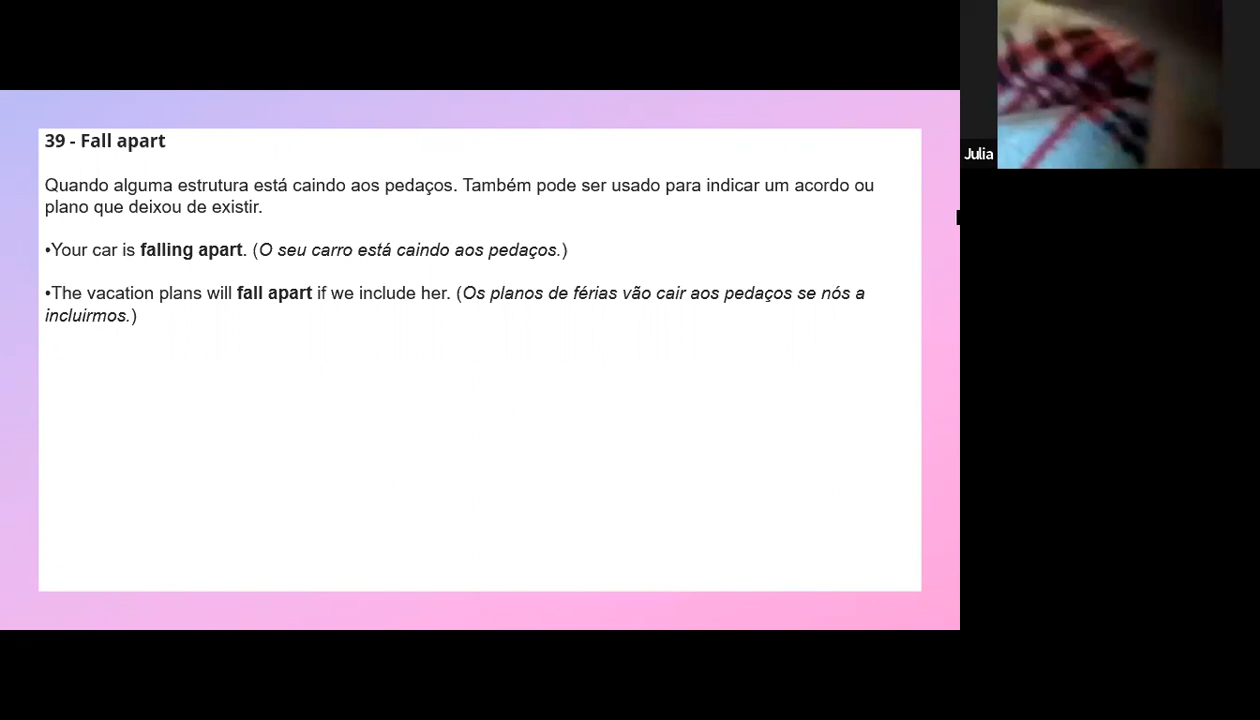 39 - Fall apart
Quando alguma estrutura está caindo aos pedaços. Também pode ser usado para indicar um acordo ou
plano que deixou de existir.
•Your car is falling apart. (O seu carro está caindo aos pedaços.)
•The vacation plans will fall apart if we include her. (Os planos de férias vão cair aos pedaços se nós a
incluirmos.)
Julia